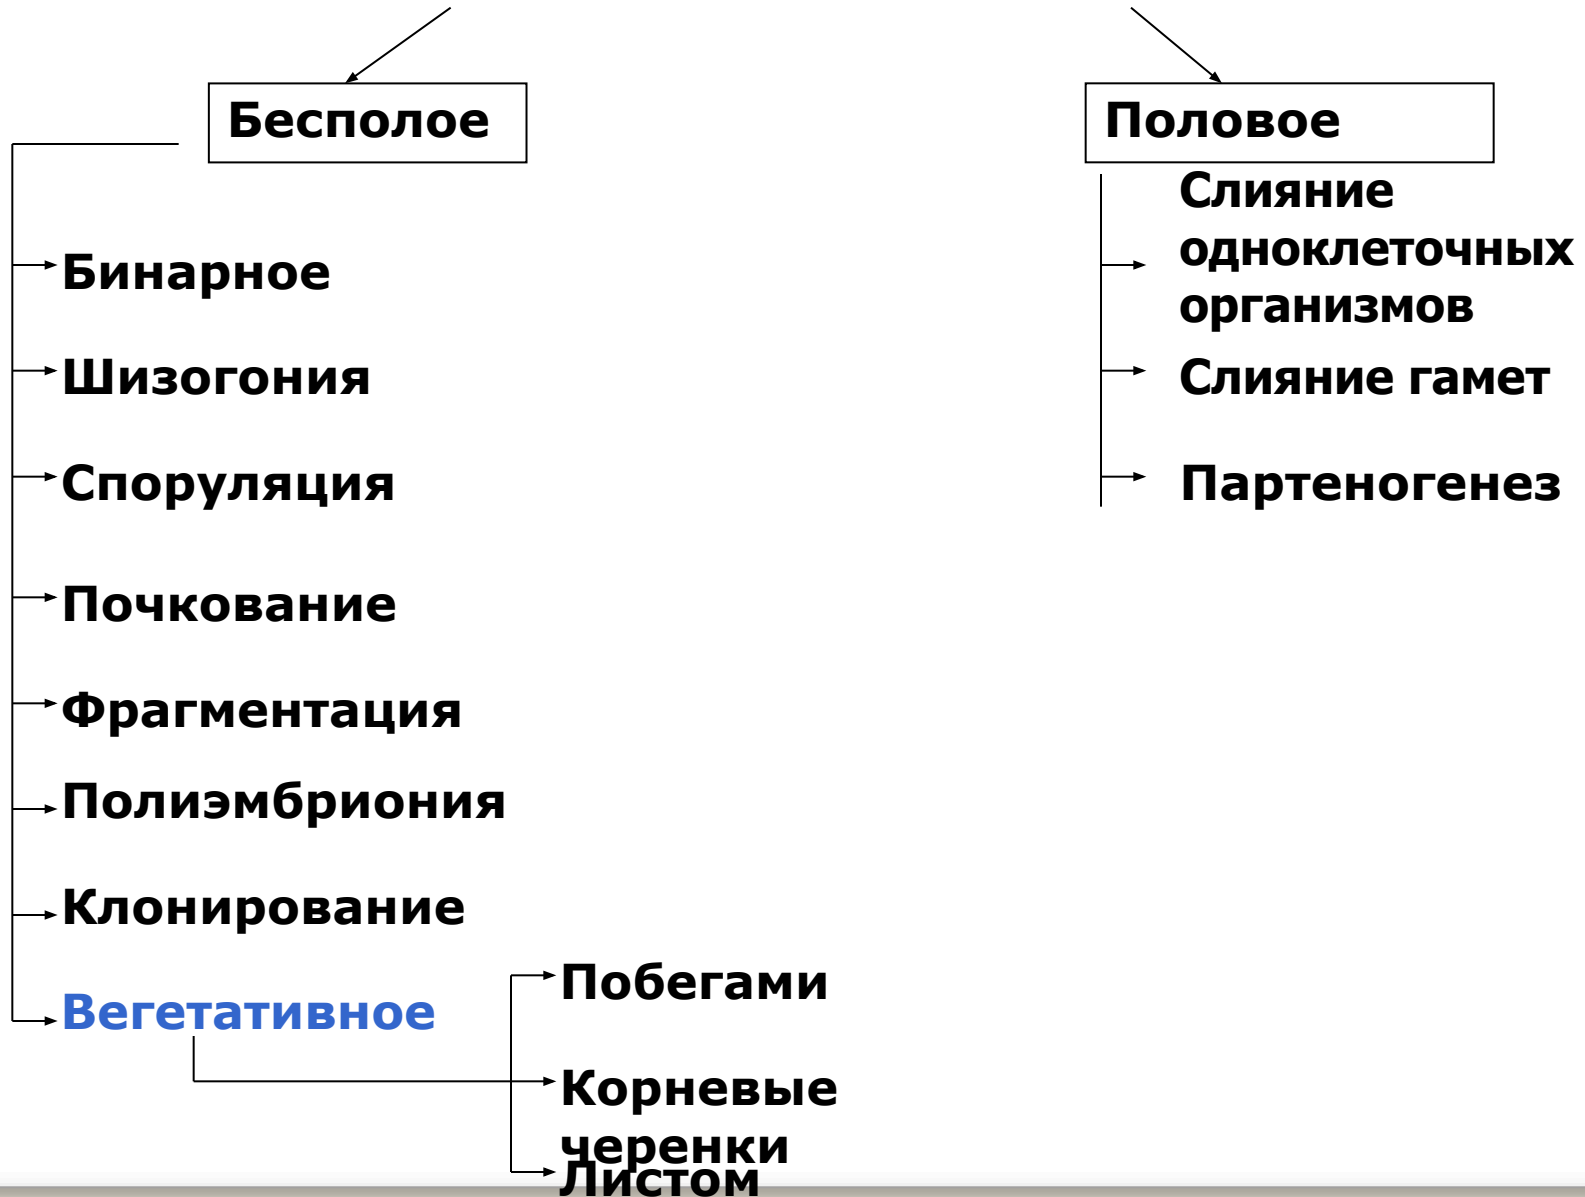 Бесполое
Бинарное
Шизогония
Споруляция
Почкование
Фрагментация
Полиэмбриония
Клонирование
Вегетативное
Побегами
Корневые
черенки
Листом
Половое
Слияние
одноклеточных
организмов
Слияние гамет
Партеногенез